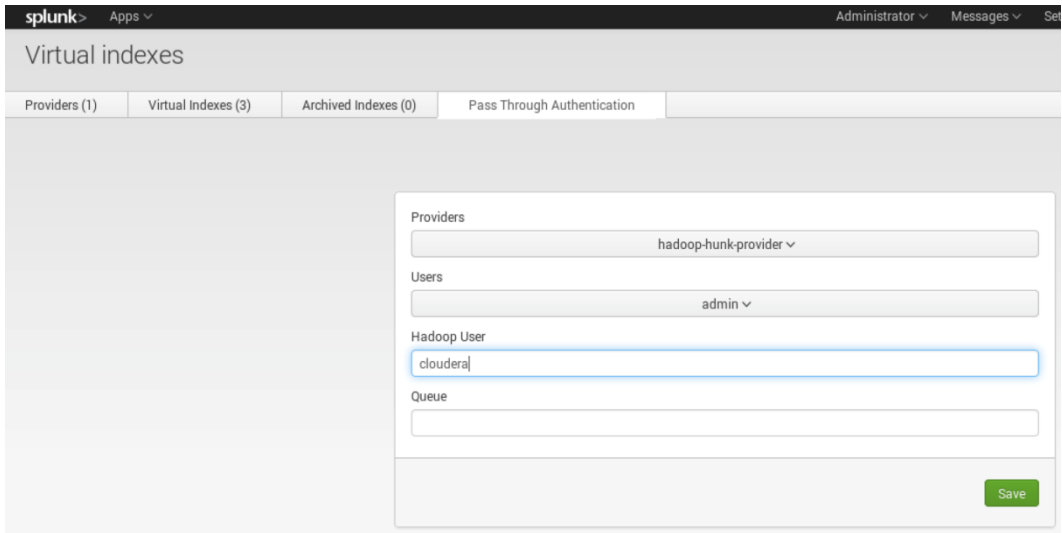 splunk> Apps Administrator Messages Set
Virtual indexes
Providers (1) Virtual Indexes (3) Archived Indexes (0) Pass Through Authentication
Providers
hadoop-hunk-provider
Users
admin
Hadoop User
cloudera
Queue
Save